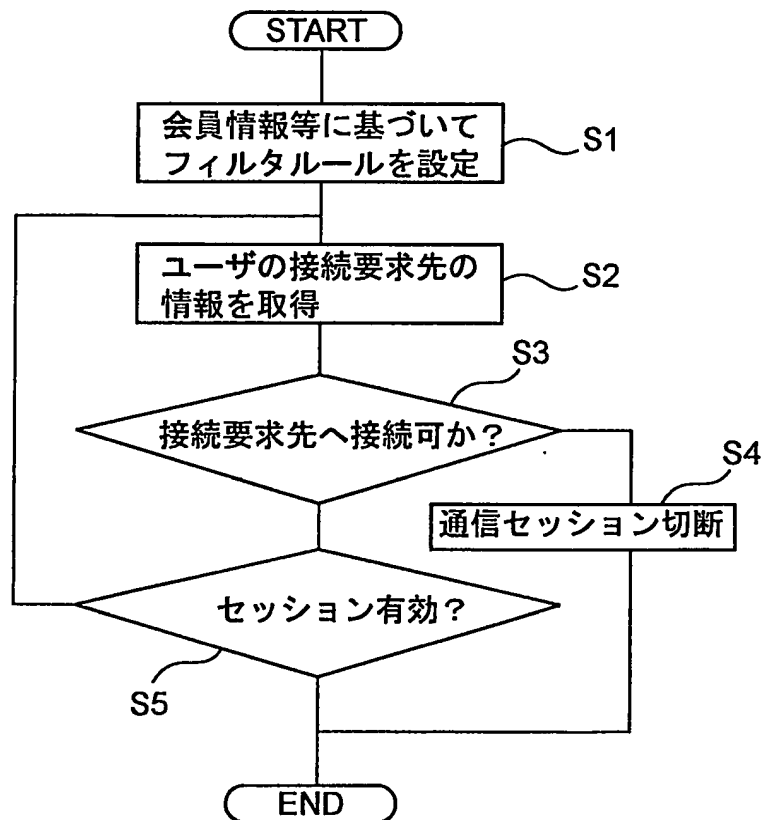 START
会員情報等に基づいて
フィルタルールを設定
S1
ユーザの接続要求先の
情報を取得
S2
S3
接続要求先へ接続可か？
S4
通信セッション切断
セッション有効？
S5
END